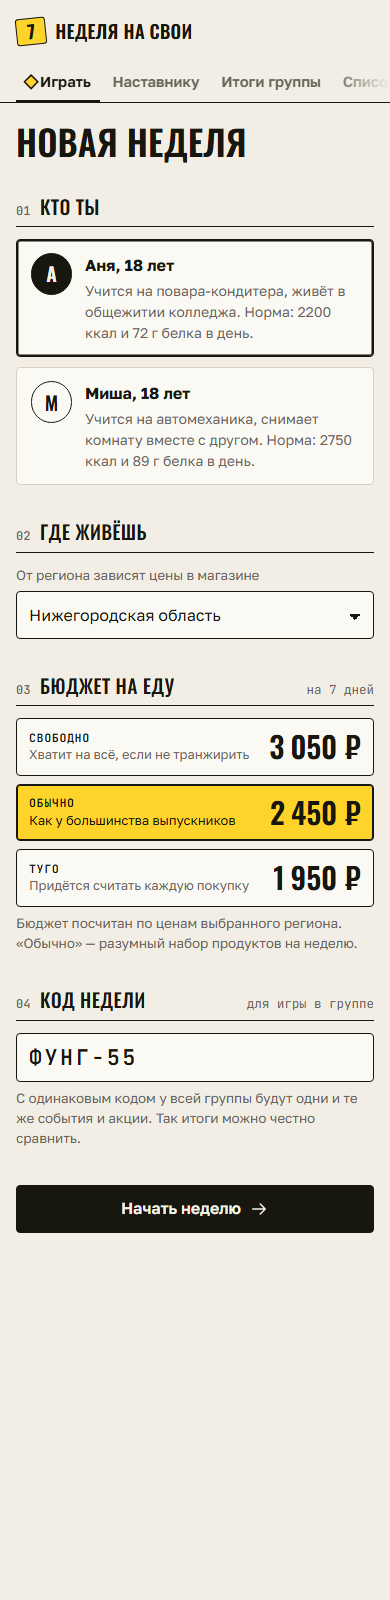 7 НЕДЕЛЯ НА СВОИ
Играть Наставнику Итоги группы
НОВАЯ НЕДЕЛЯ
01 КТО ТЫ
А
Аня, 18 лет
Учится на повара-кондитера, живёт в
общежитии колледжа. Норма: 2200
ккал и 72 г белка в день.
М
Миша, 18 лет
Учится на автомеханика, снимает
комнату вместе с другом. Норма: 2750
ккал и 89 г белка в день.
02 ГДЕ ЖИВЁШЬ
От региона зависят цены в магазине
Нижегородская область
03 БЮДЖЕТ НА ЕДУ на 7 дней
СВОБОДНО
Хватит на всё, если не транжирить
3 050 ₽
ОБЫЧНО
Как у большинства выпускников
2 450 ₽
ТУГО
Придётся считать каждую покупку
1 950 ₽
Бюджет посчитан по ценам выбранного региона.
«Обычно» — разумный набор продуктов на неделю.
04 КОД НЕДЕЛИ для игры в группе
ФУНГ-55
С одинаковым кодом у всей группы будут одни и те
же события и акции. Так итоги можно честно
сравнить.
Начать неделю →